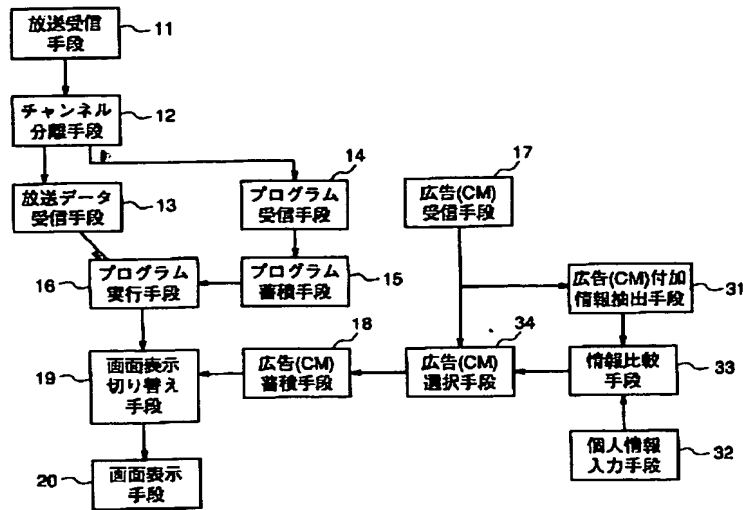 放送受信
手段
11
チャンネル
分離手段
12
放送データ
受信手段
13
プログラム
受信手段
14
広告(CM)
受信手段
17
プログラム
実行手段
16
プログラム
蓄積手段
15
広告(CM)付加
情報抽出手段
31
画面表示
切り替え
手段
19
広告(CM)
蓄積手段
18
広告(CM)
選択手段
34
情報比較
手段
33
画面表示
手段
20
個人情報
入力手段
32